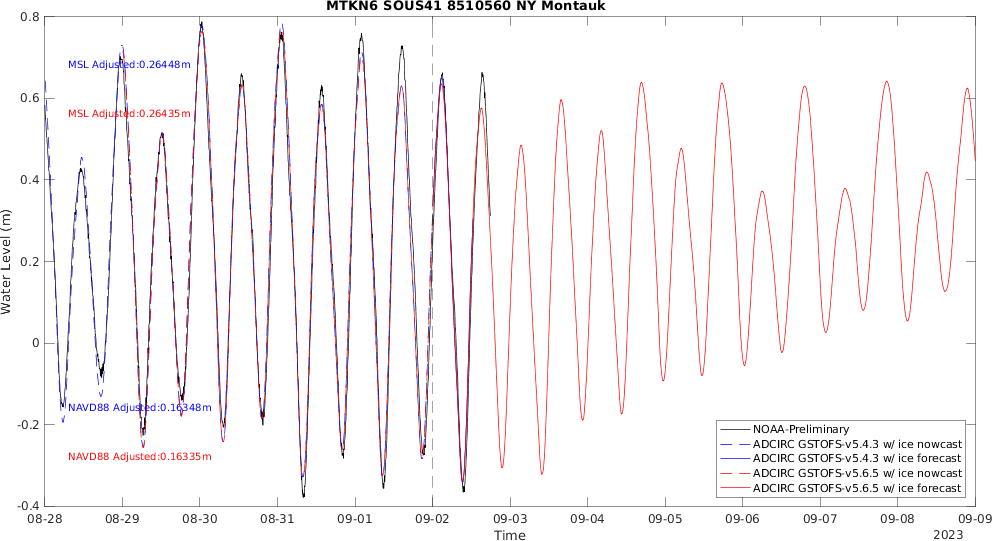 MTKN6 SOUS41 8510560 NY Montauk
0.8
MSL Adjusted:0.26448m
0.6
MSL Adjusted:0.26435m
0.4
Water Level (m)
0.2
0
NAVD88 Adjusted:0.16348m
-0.2
NAVD88 Adjusted:0.16335m
-0.4
NOAA-Preliminary
ADCIRC GSTOFS-v5.4.3 w/ ice nowcast
ADCIRC GSTOFS-v5.4.3 w/ ice forecast
ADCIRC GSTOFS-v5.6.5 w/ ice nowcast
ADCIRC GSTOFS-v5.6.5 w/ ice forecast
08-28 08-29 08-30 08-31 09-01 09-02 09-03 09-04 09-05 09-06 09-07 09-08 09-09
Time
2023